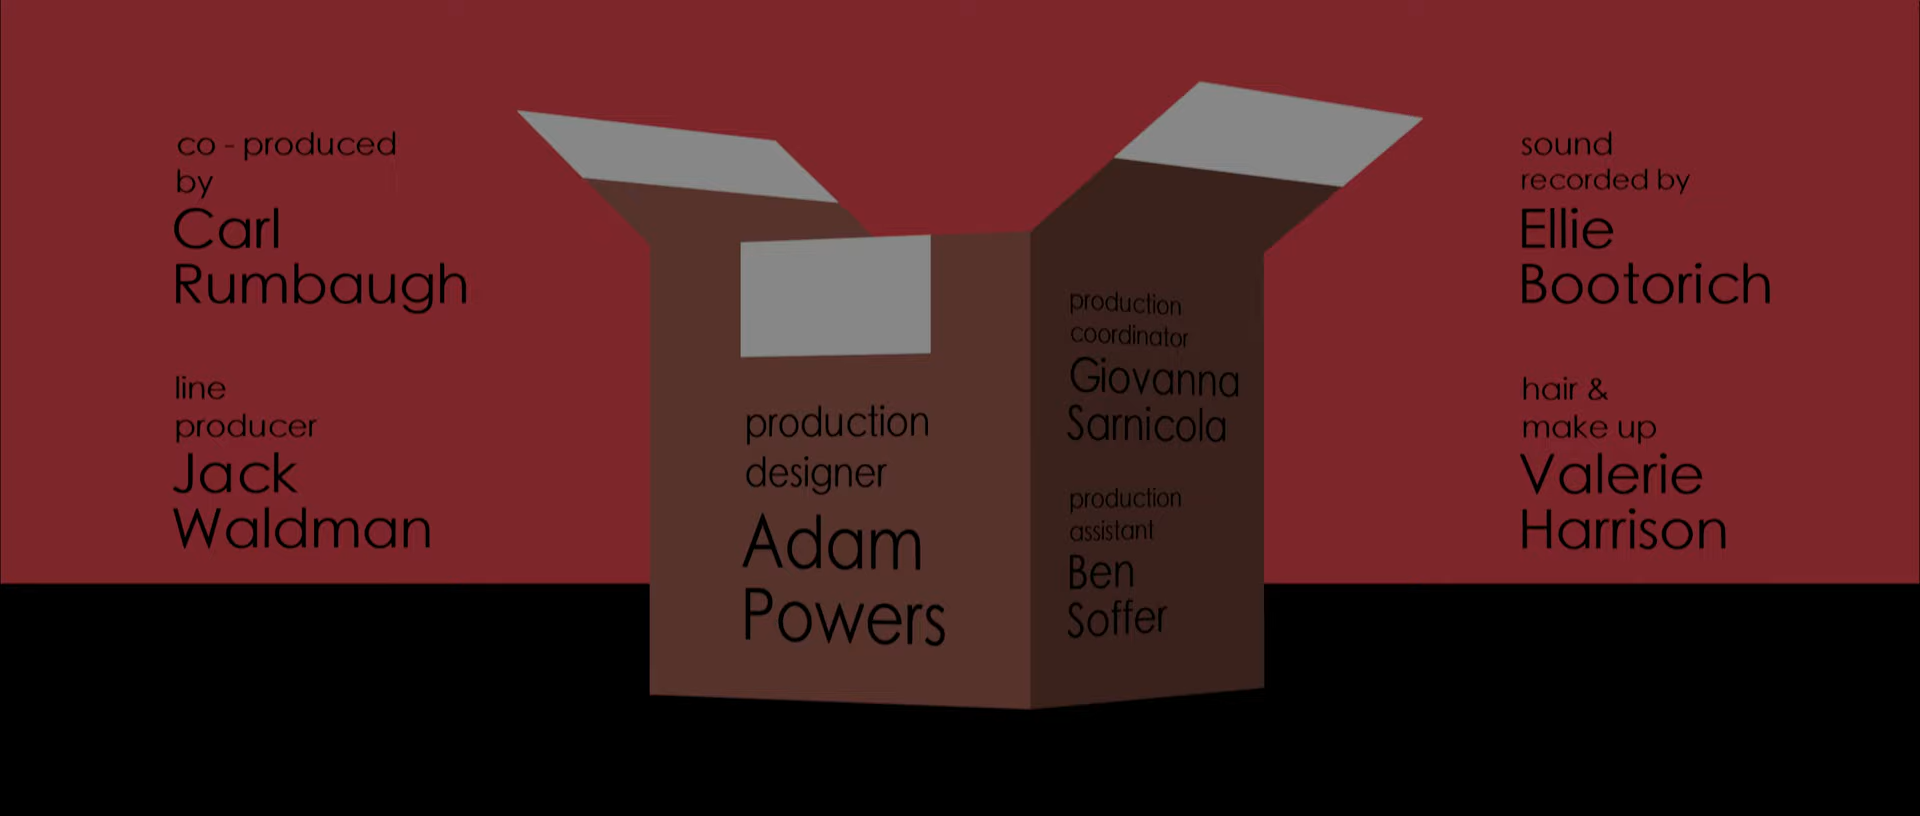 co - produced
by
Carl
Rumbaugh
line
producer
Jack
Waldman
production
designer
Adam
Powers
production
coordinator
Giovanna
Sarnicola
production
assistant
Ben
Soffer
sound
recorded by
Ellie
Bootorich
hair &
make up
Valerie
Harrison